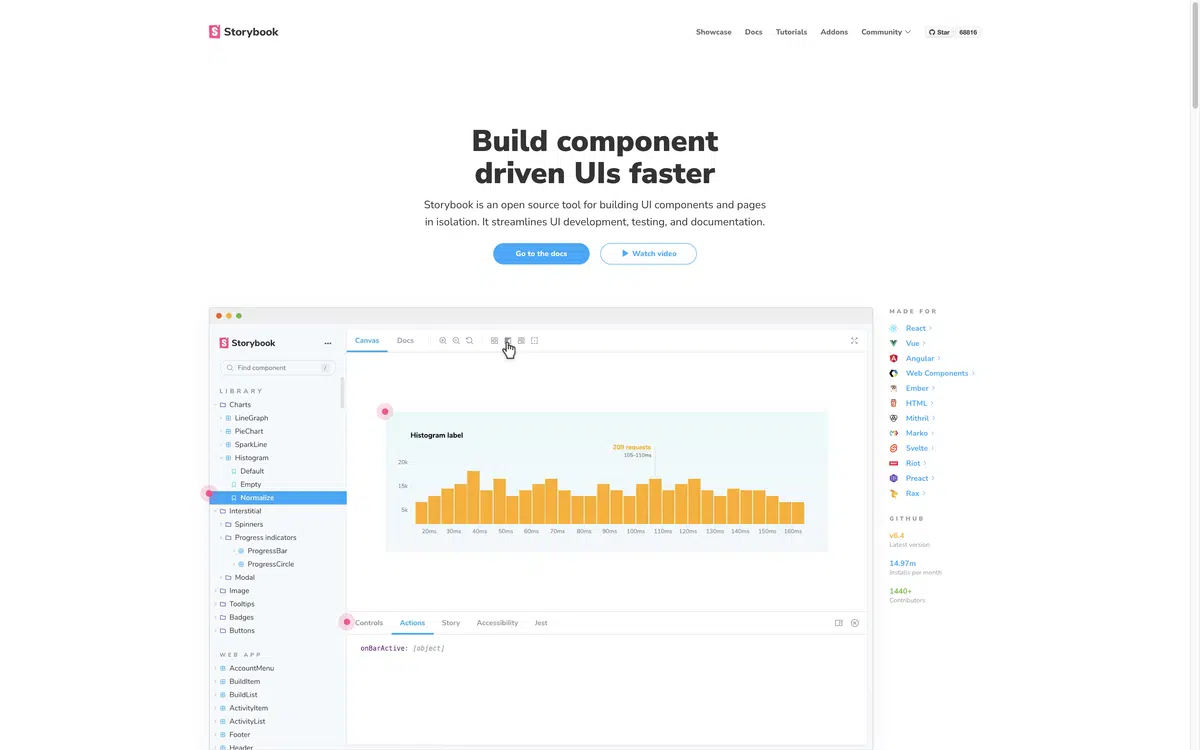 Storybook
Showcase Docs Tutorials Addons Community Star 68816
Build component
driven UIs faster
Storybook is an open source tool for building UI components and pages
in isolation. It streamlines UI development, testing, and documentation.
Go to the docs Watch video
Storybook
Find component /
LIBRARY
Charts
LineGraph
PieChart
SparkLine
Histogram
Default
Empty
Normalize
Interstitial
Spinners
Progress indicators
ProgressBar
ProgressCircle
Modal
Image
Tooltips
Badges
Buttons
WEB APP
AccountMenu
BuildItem
BuildList
ActivityItem
ActivityList
Footer
Header
Canvas Docs
Histogram label
209 requests
105-110ms
20k
15k
5k
20ms 30ms 40ms 50ms 60ms 70ms 80ms 90ms 100ms 110ms 120ms 130ms 140ms 150ms 160ms
Controls Actions Story Accessibility Jest
onBarActive: [object]
MADE FOR
React
Vue
Angular
Web Components
Ember
HTML
Mithril
Marko
Svelte
Riot
Preact
Rax
GITHUB
v6.4
Latest version
14.97m
Installs per month
1440+
Contributors